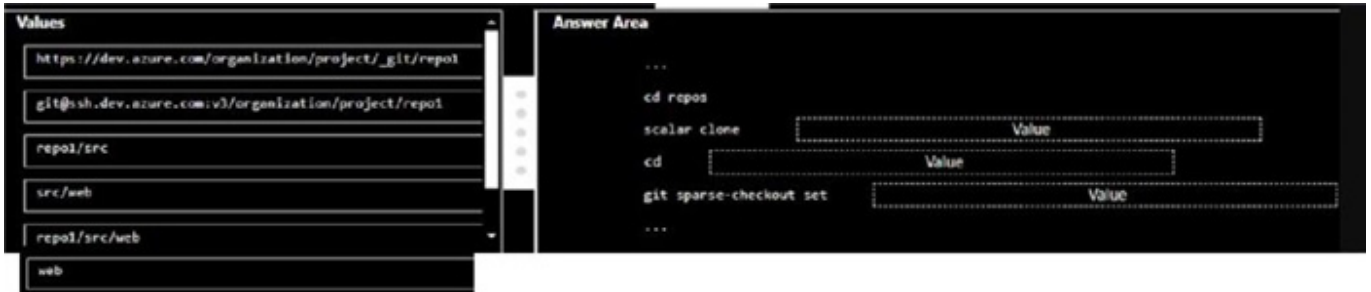 Values
https://dev.azure.com/organization/project/_git/repo1
git@ssh.dev.azure.com:v3/organization/project/repo1
repo1/src
src/web
repo1/src/web
web
Answer Area
...
cd repos
scalar clone Value
cd Value
git sparse-checkout set Value
...